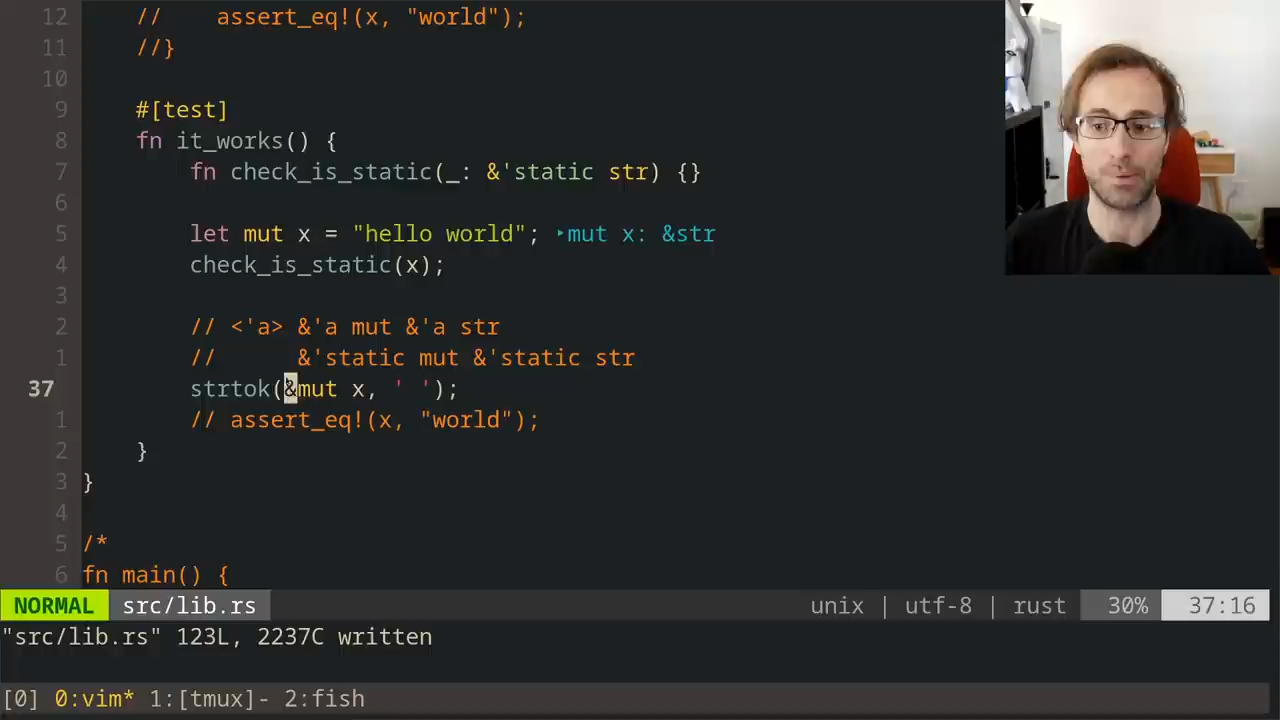 12 //    assert_eq!(x, "world");
11 //}
10
9 #[test]
8 fn it_works() {
7 fn check_is_static(_: &'static str) {}
6
5 let mut x = "hello world"; ‣mut x: &str
4 check_is_static(x);
3
2 // <'a> &'a mut &'a str
1 //      &'static mut &'static str
37 strtok(&mut x, ' ');
1 // assert_eq!(x, "world");
2 }
3 }
4
5 /*
6 fn main() {
NORMAL src/lib.rs unix | utf-8 | rust 30% 37:16
"src/lib.rs" 123L, 2237C written
[0] 0:vim* 1:[tmux]- 2:fish